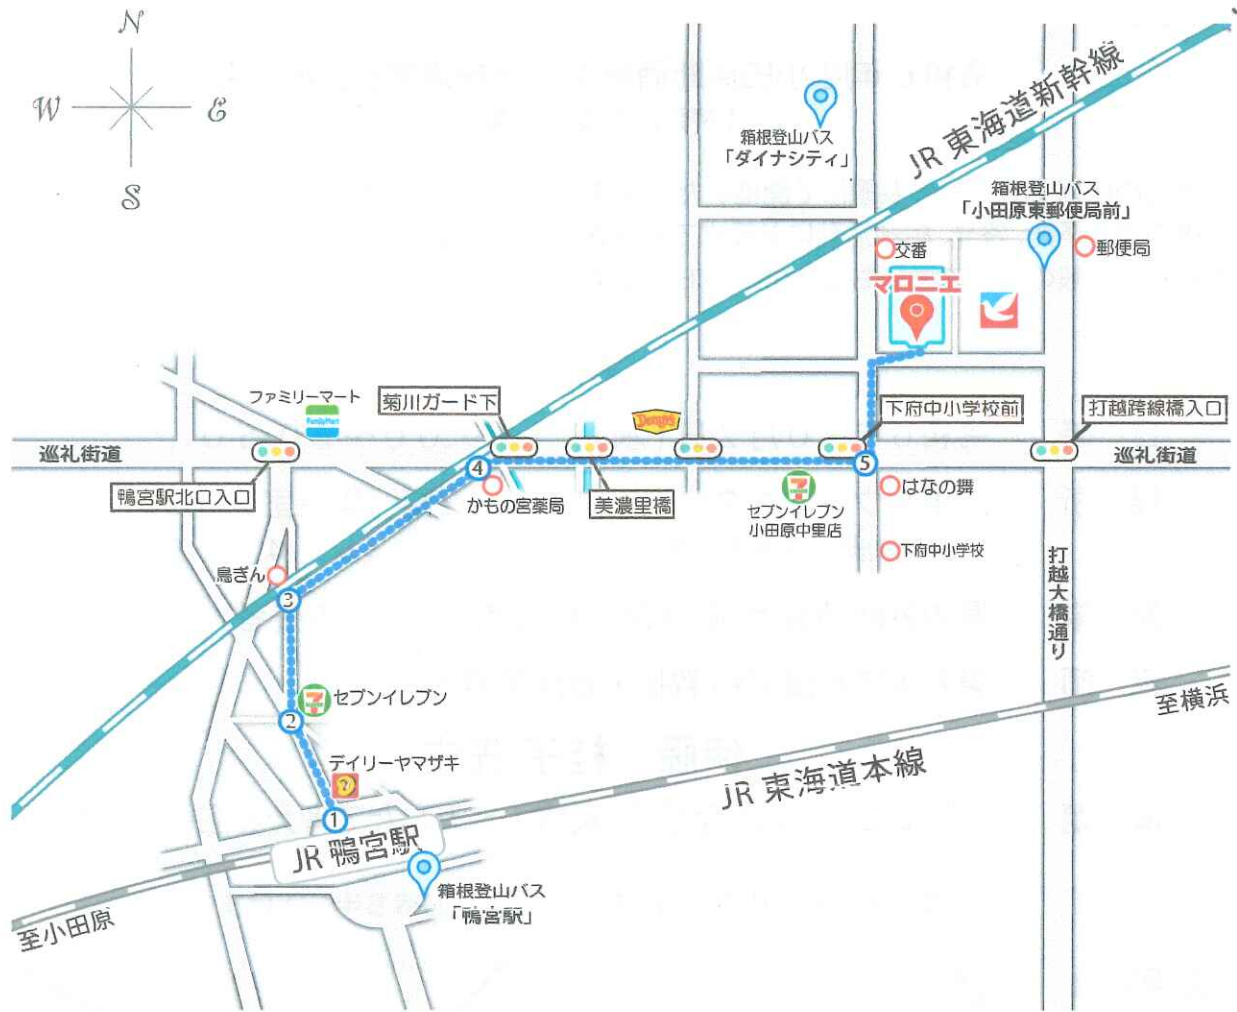 N
W
E
S
箱根登山バス
「ダイナシティ」
JR 東海道新幹線
箱根登山バス
「小田原東郵便局前」
交番
郵便局
マロニエ
ファミリーマート
FamilyMart
菊川ガード下
Denny's
下府中小学校前
打越跨線橋入口
巡礼街道
巡礼街道
鴨宮駅北口入口
4
かもの宮薬局
美濃里橋
セブンイレブン
小田原中里店
5
はなの舞
下府中小学校
鳥ぎん
3
打越大橋通り
2
セブンイレブン
デイリーヤマザキ
1
JR 鴨宮駅
JR 東海道本線
至横浜
箱根登山バス
「鴨宮駅」
至小田原